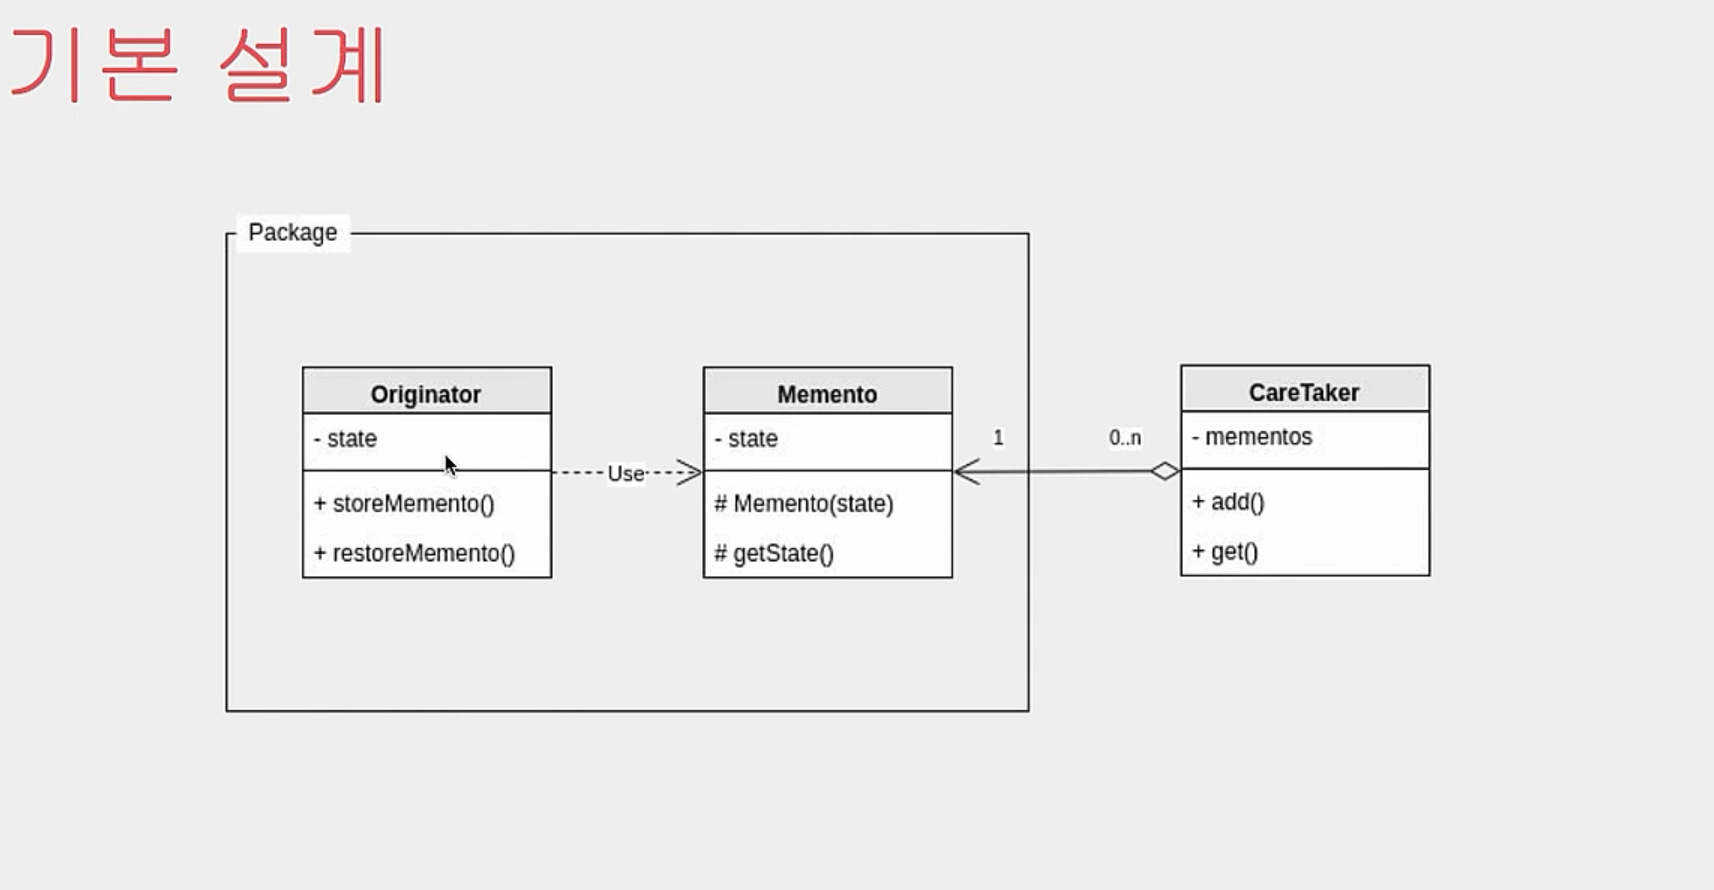 기본 설계
Package
Originator
- state
+ storeMemento()
+ restoreMemento()
Use
Memento
- state
# Memento(state)
# getState()
1
0..n
CareTaker
- mementos
+ add()
+ get()